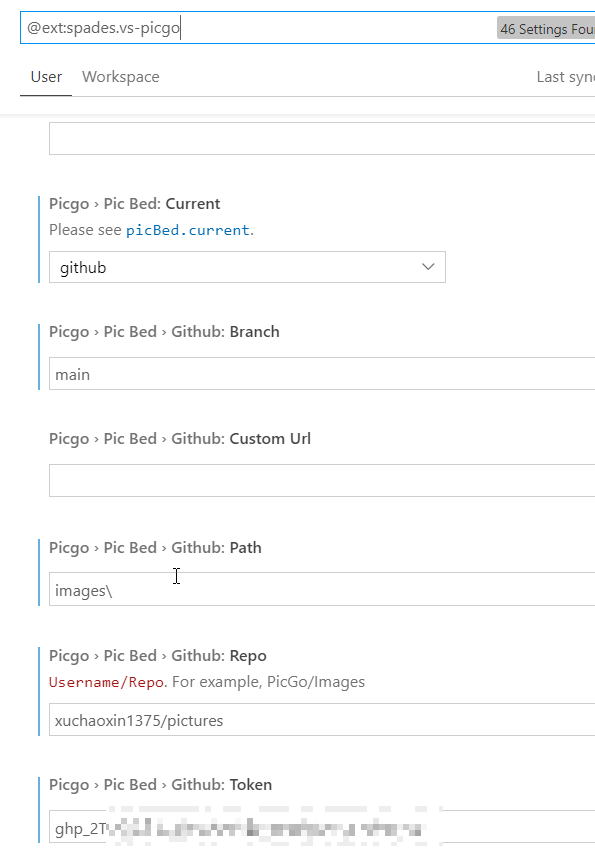 @ext:spades.vs-picgo
46 Settings Fou
User Workspace Last sync
Picgo › Pic Bed: Current
Please see picBed.current.
github
Picgo › Pic Bed › Github: Branch
main
Picgo › Pic Bed › Github: Custom Url
Picgo › Pic Bed › Github: Path
images\
Picgo › Pic Bed › Github: Repo
Username/Repo. For example, PicGo/Images
xuchaoxin1375/pictures
Picgo › Pic Bed › Github: Token
ghp_2T